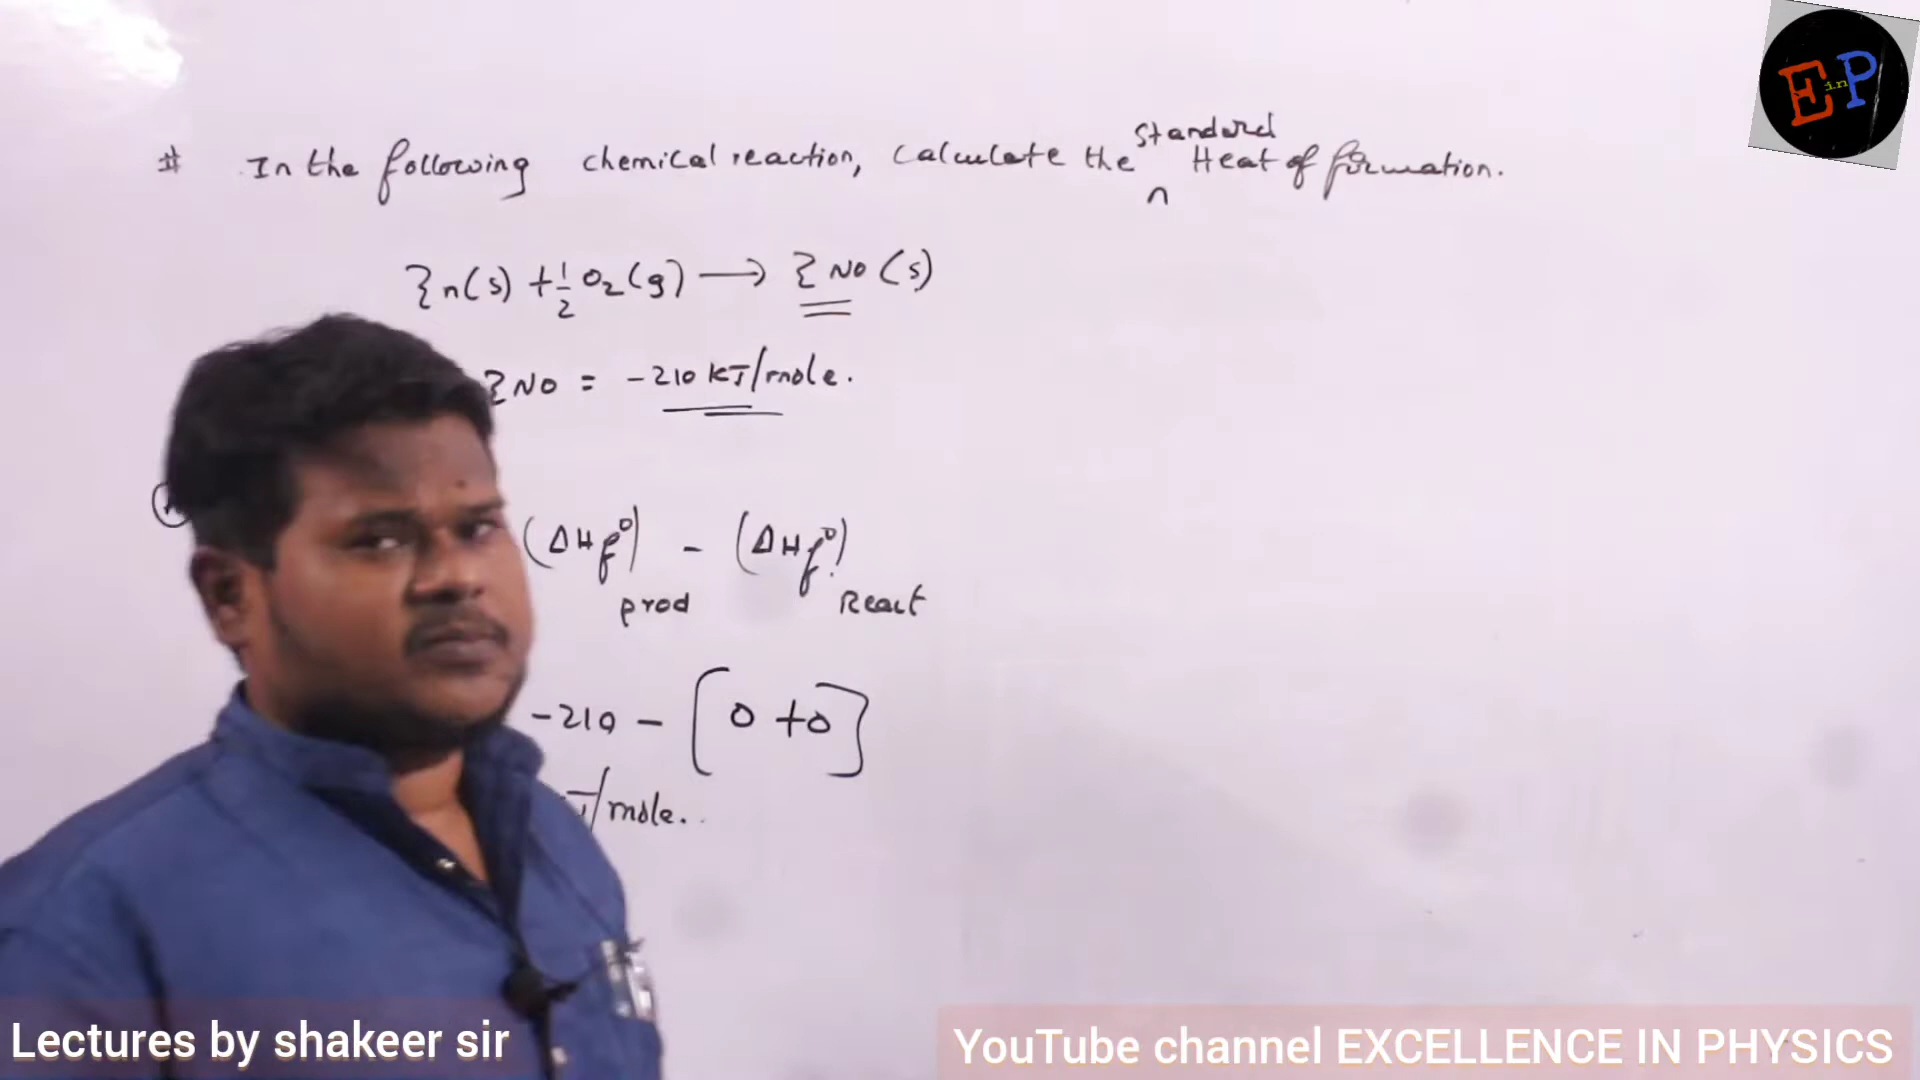 E in P
# In the following chemical reaction, calculate the standard Heat of formation.
Zn(s) + 1/2 O2(g) → ZNO (s)
ZNO = -210 KJ/mole.
(ΔHf°)prod - (ΔHf°)React
-210 - [0 + 0]
J/mole.
Lectures by shakeer sir
YouTube channel EXCELLENCE IN PHYSICS